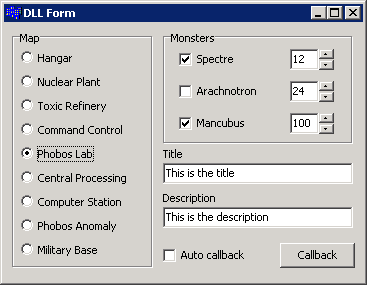 DLL Form
Map
Hangar
Nuclear Plant
Toxic Refinery
Command Control
Phobos Lab
Central Processing
Computer Station
Phobos Anomaly
Military Base
Monsters
Spectre 12
Arachnotron 24
Mancubus 100
Title
This is the title
Description
This is the description
Auto callback
Callback